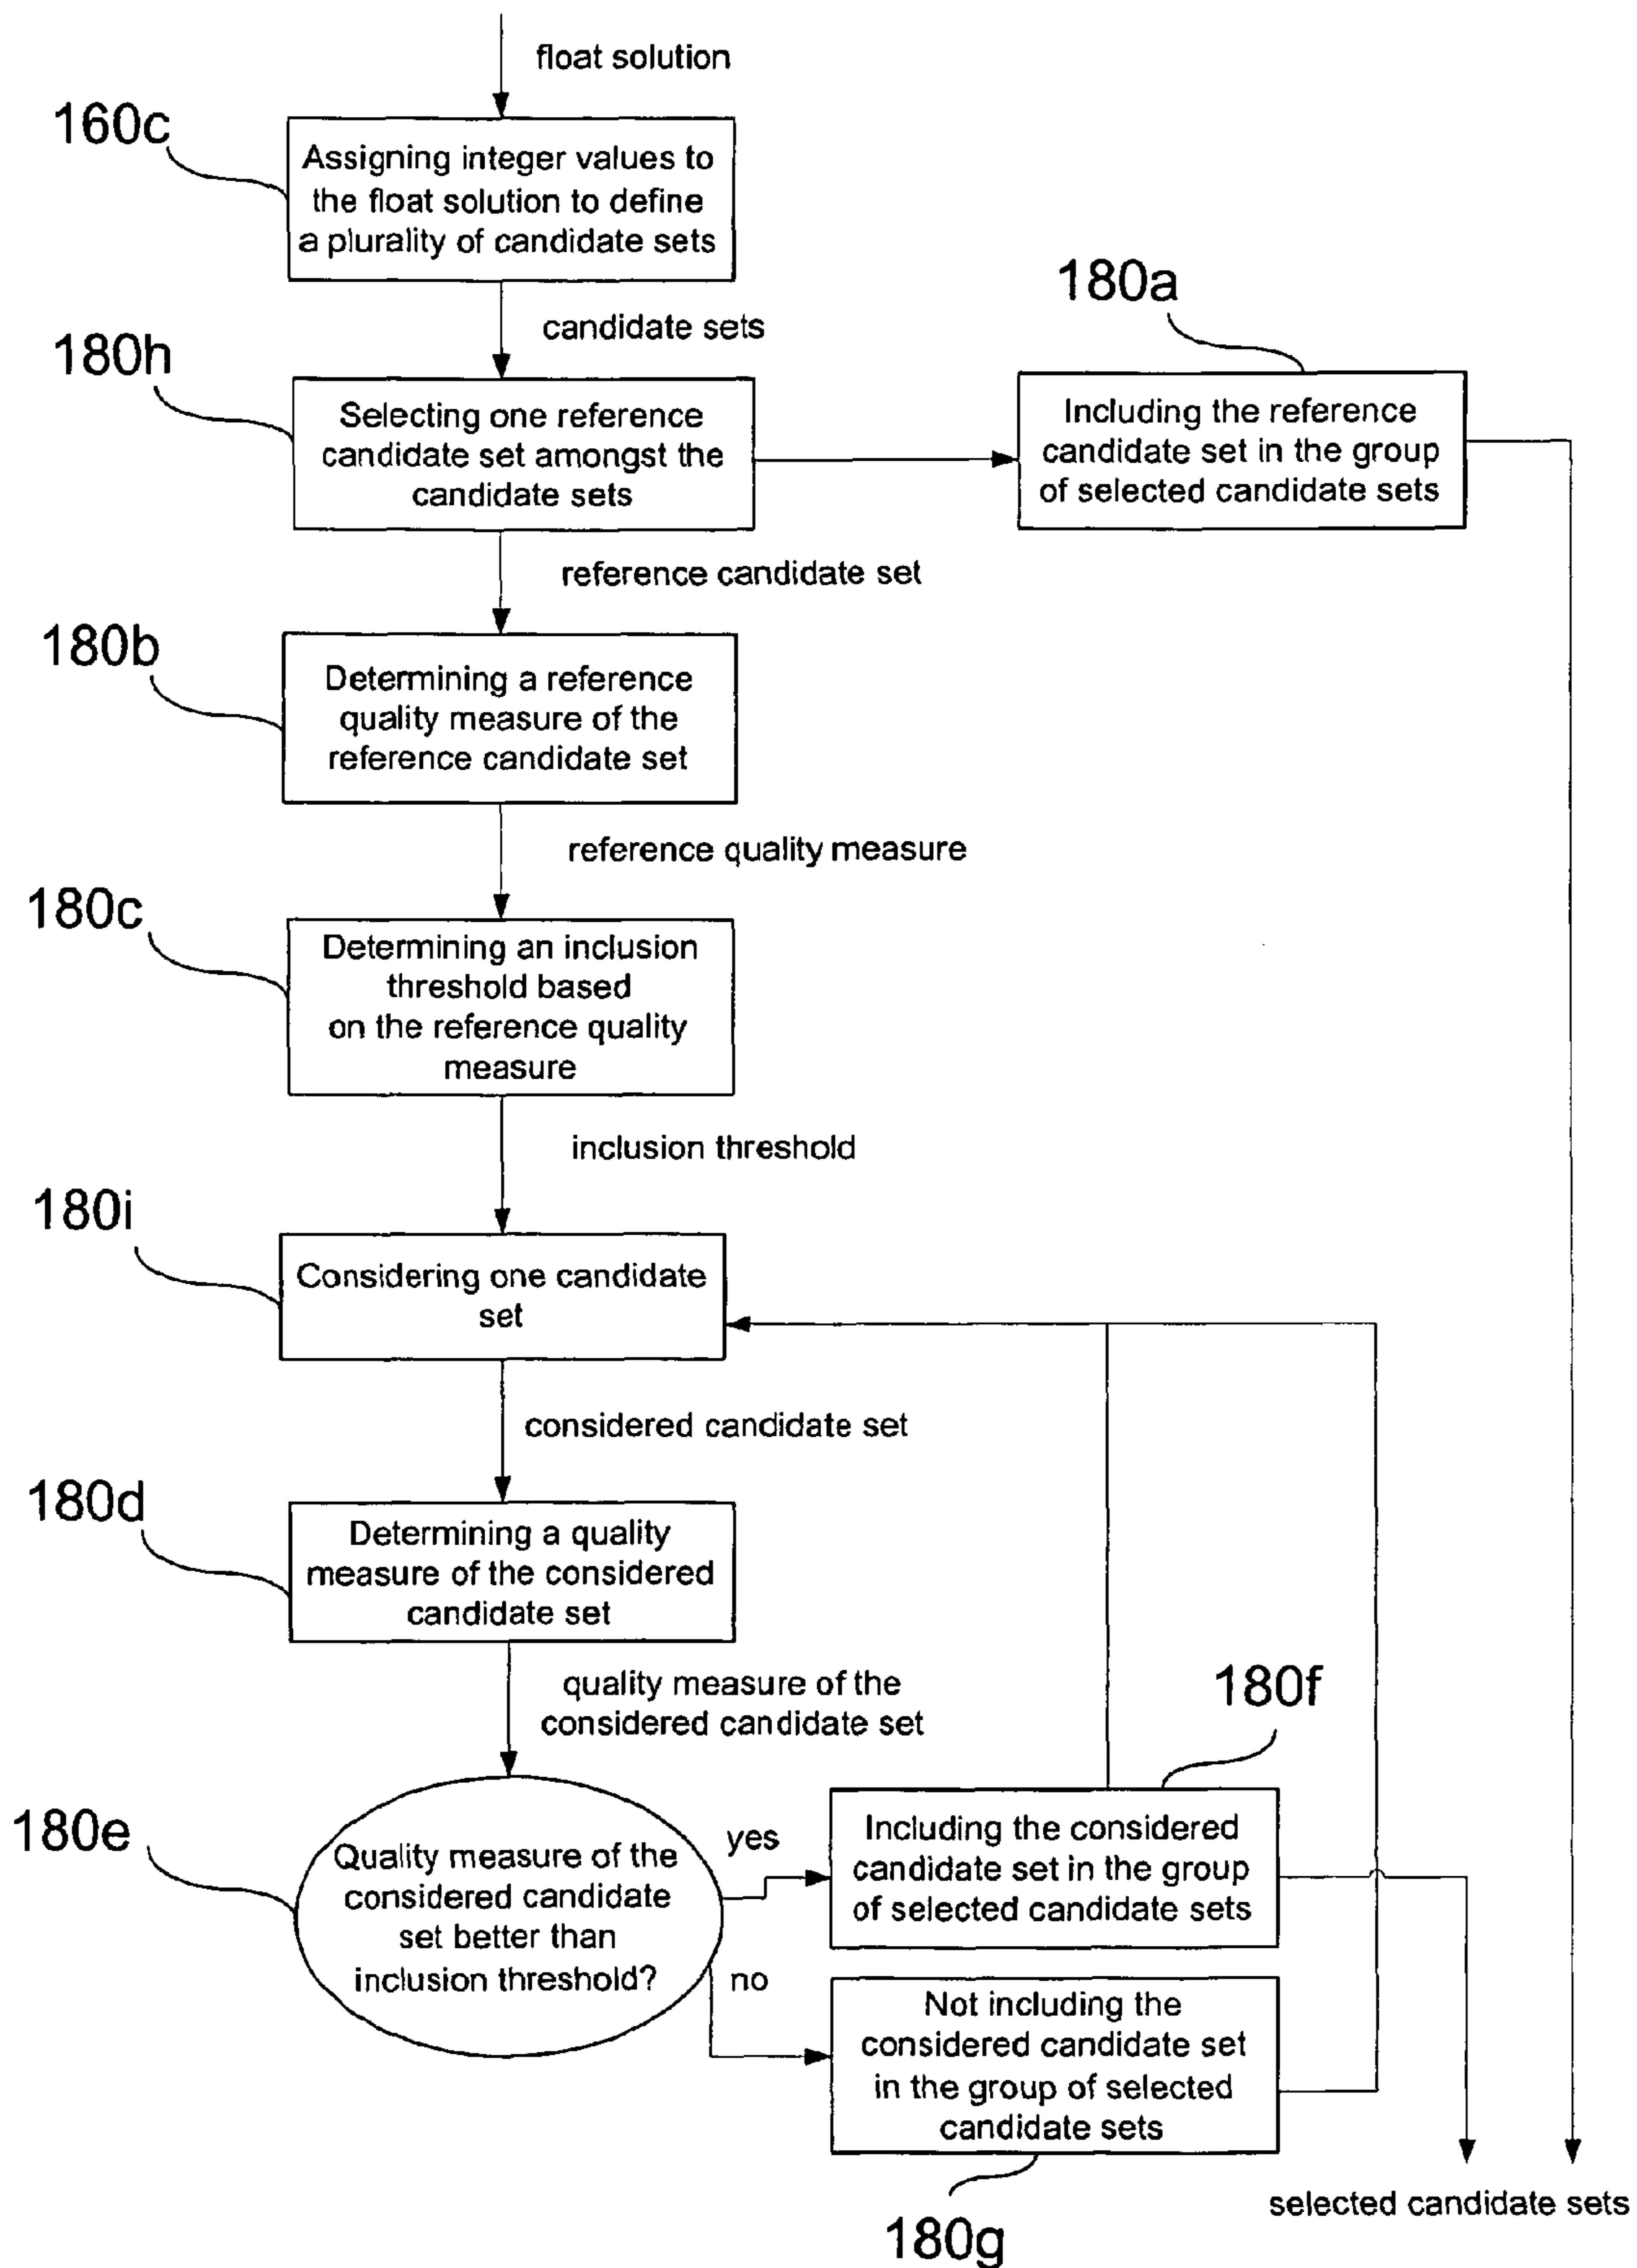 float solution
160c
Assigning integer values to
the float solution to define
a plurality of candidate sets
candidate sets
180a
180h
Selecting one reference
candidate set amongst the
candidate sets
Including the reference
candidate set in the group
of selected candidate sets
reference candidate set
180b
Determining a reference
quality measure of the
reference candidate set
reference quality measure
180c
Determining an inclusion
threshold based
on the reference quality
measure
inclusion threshold
180i
Considering one candidate
set
considered candidate set
180d
Determining a quality
measure of the considered
candidate set
quality measure of the
considered candidate set
180f
180e
Quality measure of the
considered candidate
set better than
inclusion threshold?
yes
Including the considered
candidate set in the group
of selected candidate sets
no
Not including the
considered candidate set
in the group of selected
candidate sets
180g
selected candidate sets